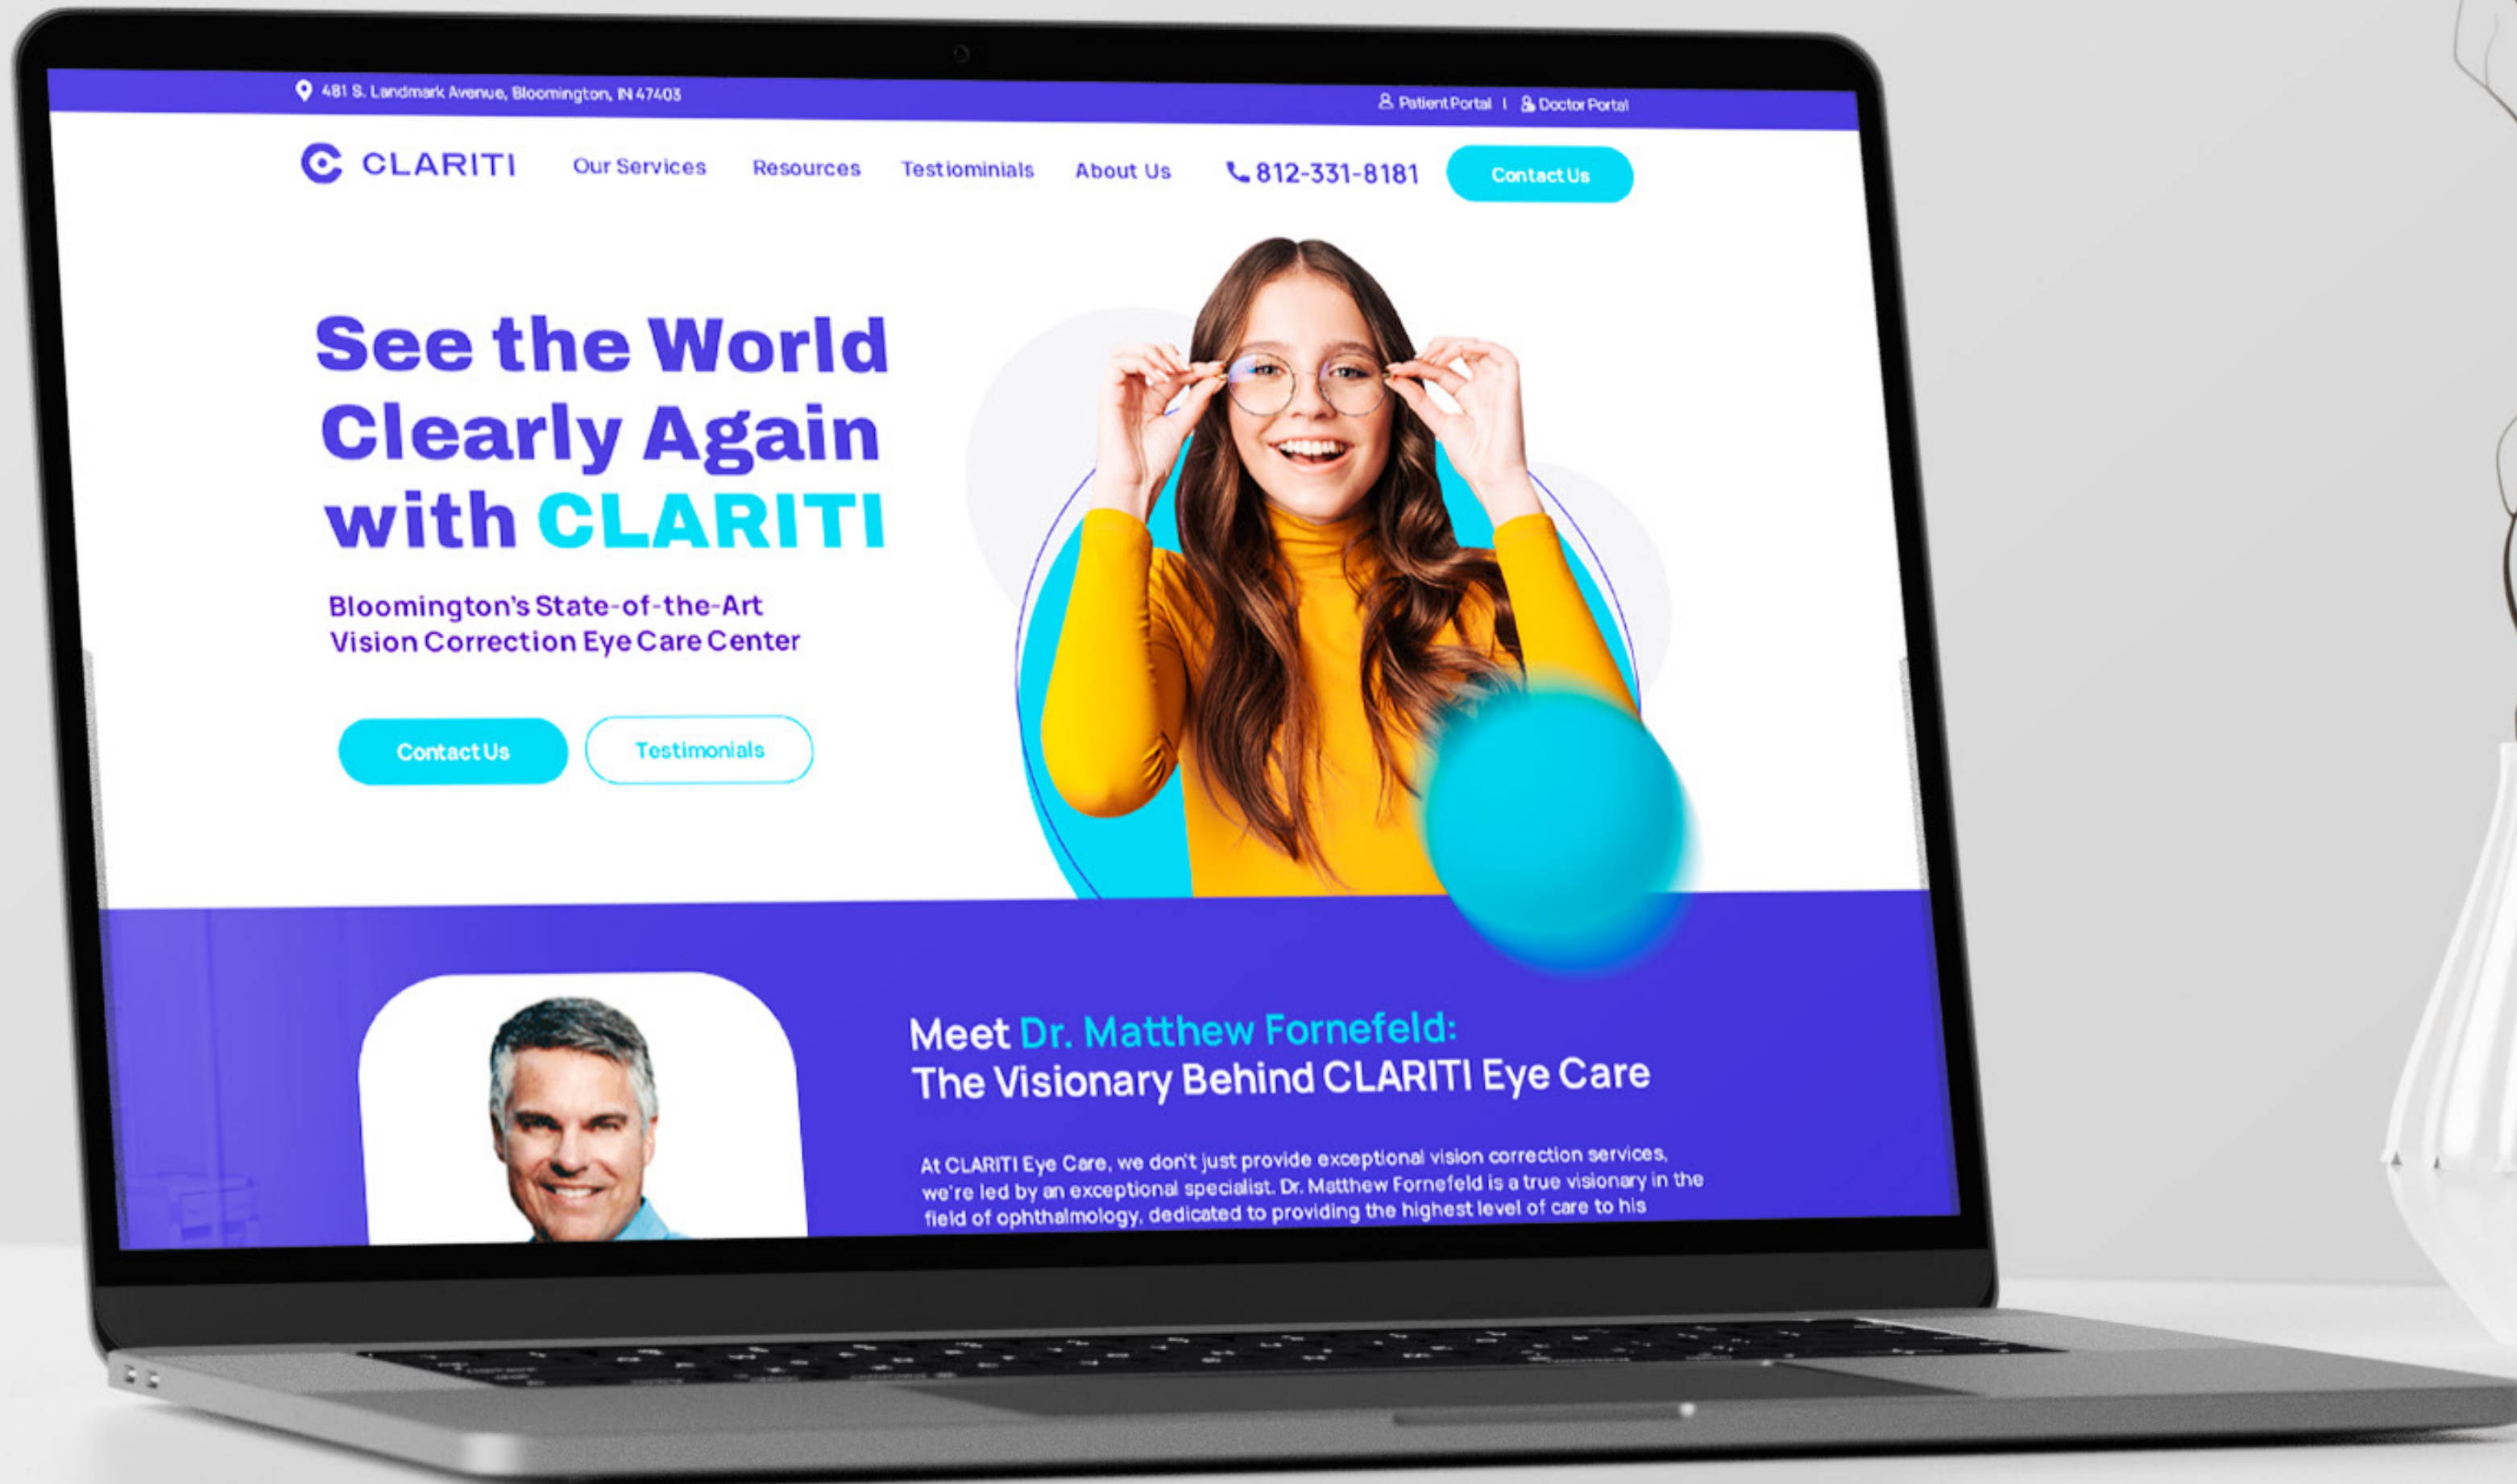 481 S. Landmark Avenue, Bloomington, IN 47403
Patient Portal | Doctor Portal
CLARITI
Our Services
Resources
Testiominials
About Us
812-331-8181
Contact Us
See the World
Clearly Again
with CLARITI
Bloomington's State-of-the-Art
Vision Correction Eye Care Center
Contact Us
Testimonials
Meet Dr. Matthew Fornefeld:
The Visionary Behind CLARITI Eye Care
At CLARITI Eye Care, we don't just provide exceptional vision correction services,
we're led by an exceptional specialist. Dr. Matthew Fornefeld is a true visionary in the
field of ophthalmology, dedicated to providing the highest level of care to his